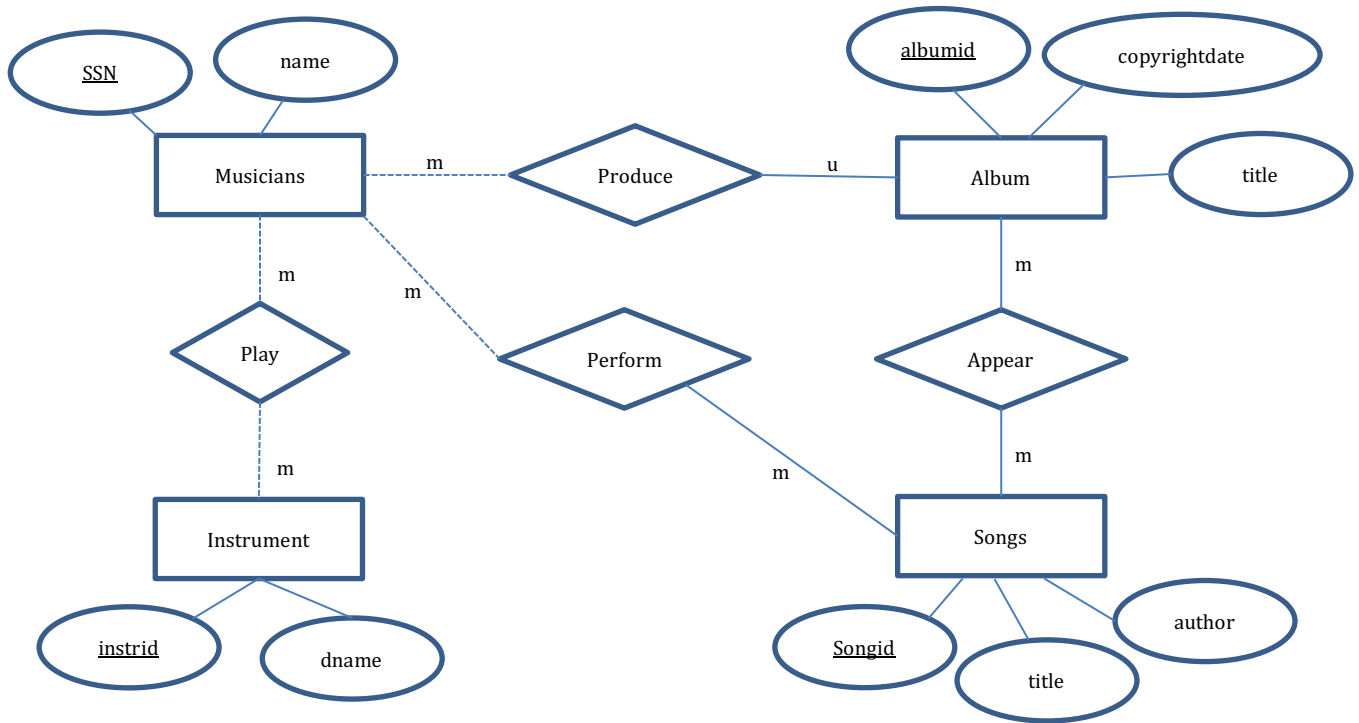 SSN
name
albumid
copyrightdate
Musicians
m
Produce
u
Album
title
m
m
m
Play
Perform
Appear
m
m
m
Instrument
Songs
instrid
dname
Songid
title
author